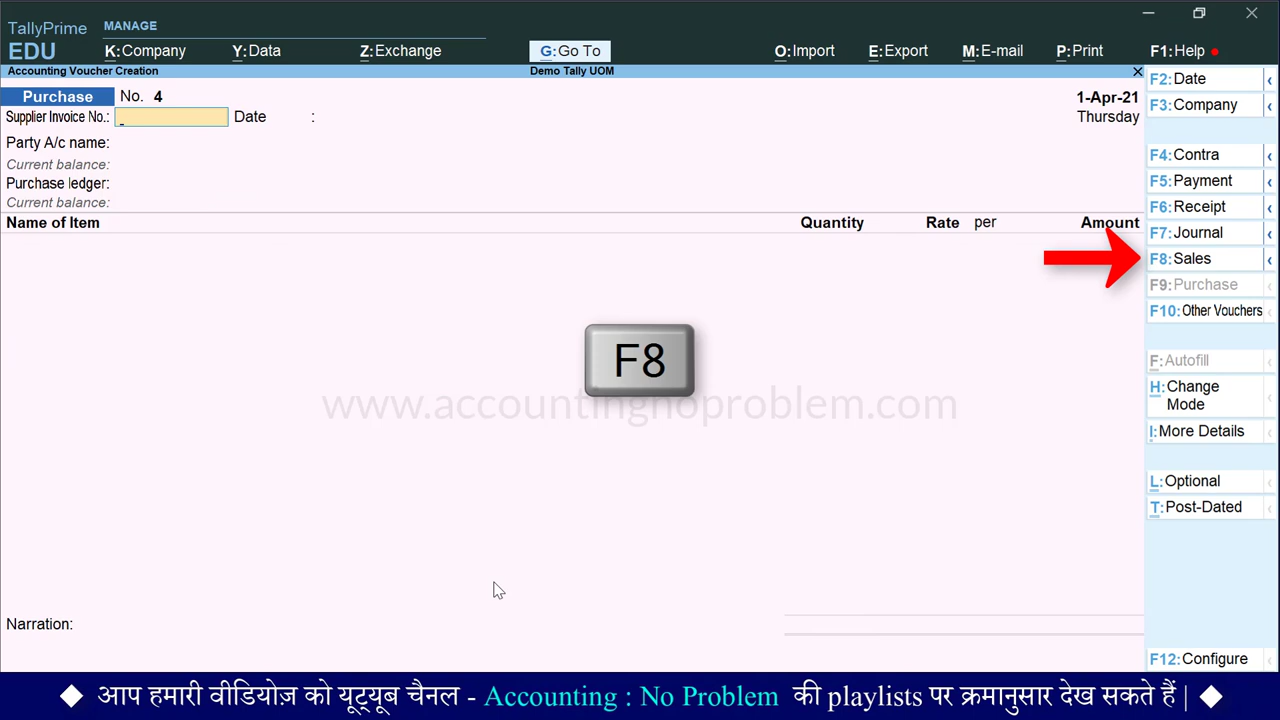 TallyPrime MANAGE
EDU K:Company Y:Data Z:Exchange G:Go To O:Import E:Export M:E-mail P:Print F1:Help
Accounting Voucher Creation Demo Tally UOM
Purchase No. 4 1-Apr-21
Supplier Invoice No.: Date : Thursday
Party A/c name:
Current balance:
Purchase ledger:
Current balance:
Name of Item Quantity Rate per Amount
F2:Date
F3:Company
F4:Contra
F5:Payment
F6:Receipt
F7:Journal
F8:Sales
F9:Purchase
F10:Other Vouchers
F:Autofill
H:Change
Mode
I:More Details
L:Optional
T:Post-Dated
F8
www.accountingnoproblem.com
Narration:
F12:Configure
◆ आप हमारी वीडियोज़ को यूट्यूब चैनल - Accounting : No Problem की playlists पर क्रमानुसार देख सकते हैं | ◆